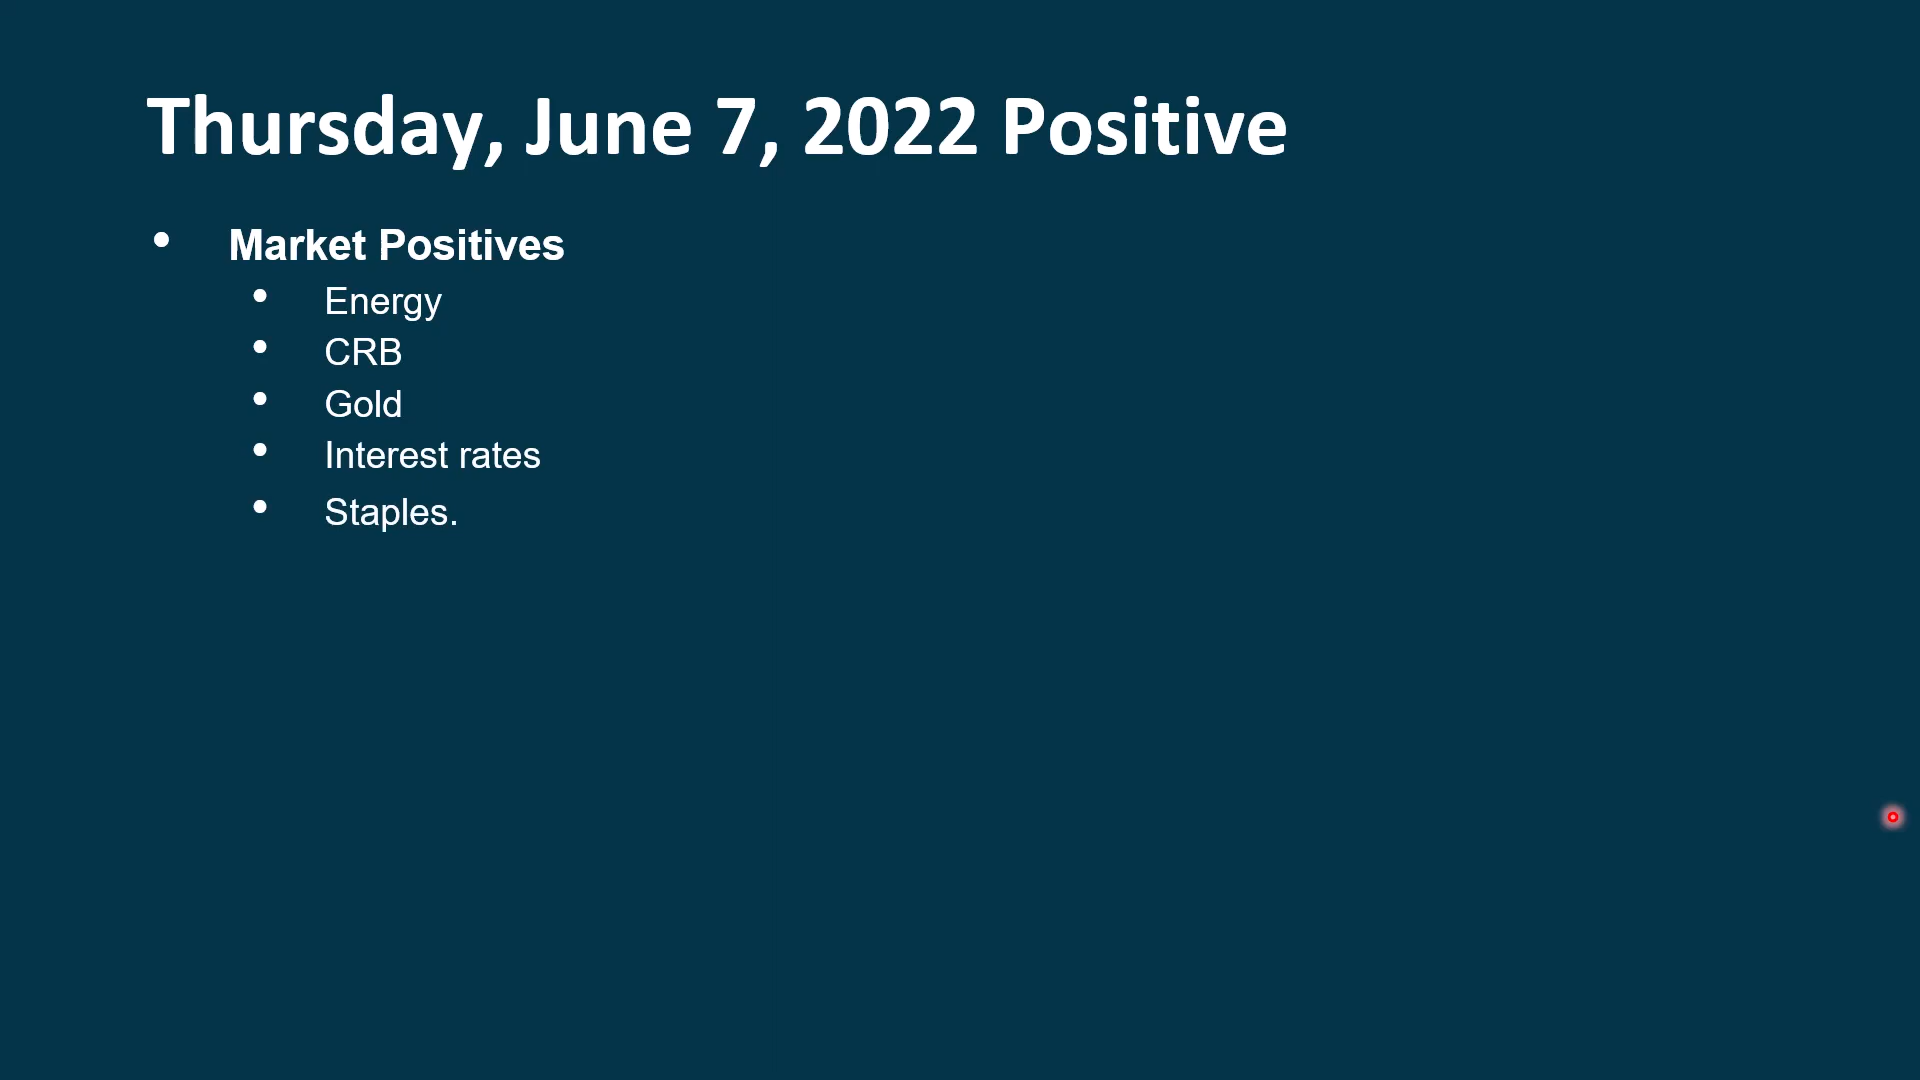 Thursday, June 7, 2022 Positive
• Market Positives
• Energy
• CRB
• Gold
• Interest rates
• Staples.